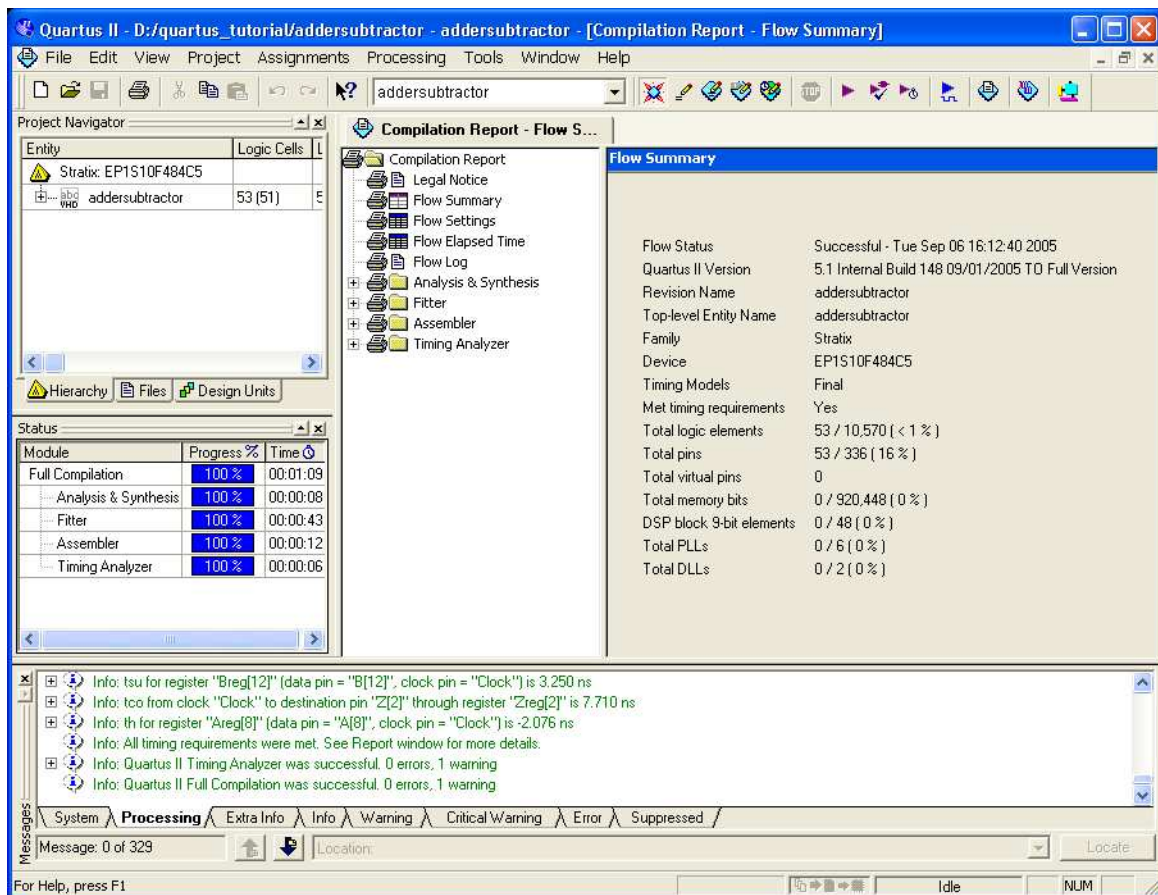 Quartus II - D:/quartus_tutorial/addersubtractor - addersubtractor - [Compilation Report - Flow Summary]
File Edit View Project Assignments Processing Tools Window Help
addersubtractor
STOP
Project Navigator
Entity Logic Cells L
Stratix: EP1S10F484C5
abc VHD addersubtractor 53 (51) 5
Hierarchy Files Design Units
Status
Module Progress % Time
Full Compilation 100 % 00:01:09
Analysis & Synthesis 100 % 00:00:08
Fitter 100 % 00:00:43
Assembler 100 % 00:00:12
Timing Analyzer 100 % 00:00:06
Compilation Report - Flow S...
Compilation Report
Legal Notice
Flow Summary
Flow Settings
Flow Elapsed Time
Flow Log
Analysis & Synthesis
Fitter
Assembler
Timing Analyzer
Flow Summary
Flow Status Successful - Tue Sep 06 16:12:40 2005
Quartus II Version 5.1 Internal Build 148 09/01/2005 TO Full Version
Revision Name addersubtractor
Top-level Entity Name addersubtractor
Family Stratix
Device EP1S10F484C5
Timing Models Final
Met timing requirements Yes
Total logic elements 53 / 10,570 ( < 1 % )
Total pins 53 / 336 ( 16 % )
Total virtual pins 0
Total memory bits 0 / 920,448 ( 0 % )
DSP block 9-bit elements 0 / 48 ( 0 % )
Total PLLs 0 / 6 ( 0 % )
Total DLLs 0 / 2 ( 0 % )
Info: tsu for register "Breg[12]" (data pin = "B[12]", clock pin = "Clock") is 3.250 ns
Info: tco from clock "Clock" to destination pin "Z[2]" through register "Zreg[2]" is 7.710 ns
Info: th for register "Areg[8]" (data pin = "A[8]", clock pin = "Clock") is -2.076 ns
Info: All timing requirements were met. See Report window for more details.
Info: Quartus II Timing Analyzer was successful. 0 errors, 1 warning
Info: Quartus II Full Compilation was successful. 0 errors, 1 warning
System Processing Extra Info Info Warning Critical Warning Error Suppressed
Messages
Message: 0 of 329 Location: Locate
For Help, press F1 Idle NUM